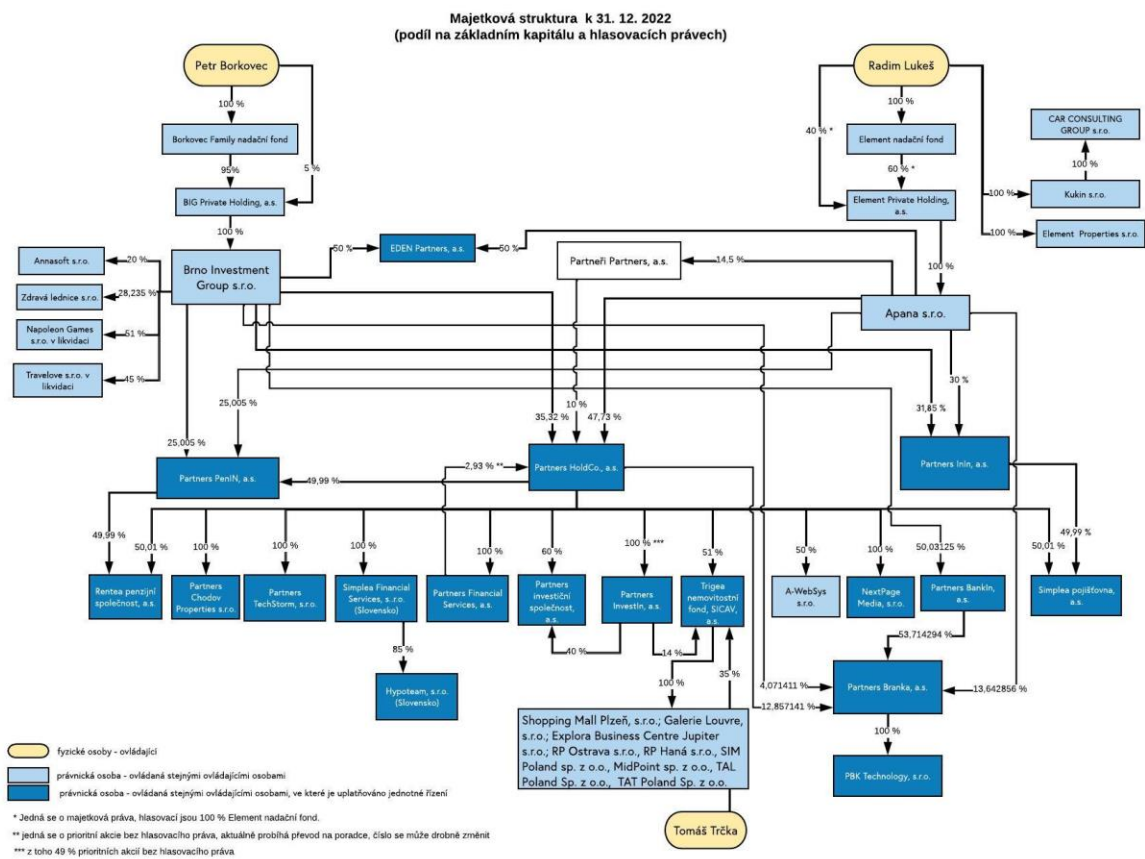 Majetková struktura k 31. 12. 2022
(podíl na základním kapitálu a hlasovacích právech)
Petr Borkovec
Radim Lukeš
100 %
100 %
40 % *
CAR CONSULTING
GROUP s.r.o.
Borkovec Family nadační fond
Element nadační fond
95%
5 %
60 % *
100 %
BIG Private Holding, a.s.
Element Private Holding,
a.s.
100 %
Kukin s.r.o.
100 %
100 %
Element Properties s.r.o.
50 %
EDEN Partners, a.s.
50%
Annasoft s.r.o.
20 %
Brno Investment
Group s.r.o.
Partneři Partners, a.s.
14,5 %
100 %
Zdravá lednice s.r.o.
28,235 %
Apana s.r.o.
Napoleon Games
s.r.o. v likvidaci
51 %
Travelove s.r.o. v
likvidaci
45 %
30 %
25,005 %
10 %
35,32 %
47,73 %
31,85 %
25,005 %
Partners PenIN, a.s.
49,99 %
2,93 % **
Partners HoldCo., a.s.
Partners InIn, a.s.
49,99 %
50,01 %
100 %
100 %
100 %
100 %
60 %
100 % ***
51 %
50 %
100 %
50,03125 %
50,01 %
49,99 %
Rentea penzijní
společnost, a.s.
Partners
Chodov
Properties s.r.o.
Partners
TechStorm, s.r.o.
Simplea Financial
Services, s.r.o.
(Slovensko)
Partners Financial
Services, a.s.
Partners
investiční
společnost,
a.s.
Partners
InvestIn, a.s.
Trigea
nemovitostní
fond, SICAV,
a.s.
A-WebSys
s.r.o.
NextPage
Media, s.r.o.
Partners BankIn,
a.s.
Simplea pojišťovna,
a.s.
40 %
14 %
53,714294 %
85 %
100 %
35 %
Hypoteam, s.r.o.
(Slovensko)
4,071411 %
Partners Branka, a.s.
13,642856 %
12,857141 %
Shopping Mall Plzeň, s.r.o.; Galerie Louvre,
s.r.o.; Explora Business Centre Jupiter
s.r.o.; RP Ostrava s.r.o., RP Haná s.r.o., SIM
Poland sp. z o.o., MidPoint sp. z o.o., TAL
Poland Sp. z o.o., TAT Poland Sp. z o.o.
100 %
PBK Technology, s.r.o.
Tomáš Trčka
fyzické osoby - ovládající
právnická osoba - ovládaná stejnými ovládajícími osobami
právnická osoba - ovládaná stejnými ovládajícími osobami, ve které je uplatňováno jednotné řízení
* Jedná se o majetková práva, hlasovací jsou 100 % Element nadační fond.
** jedná se o prioritní akcie bez hlasovacího práva, aktuálně probíhá převod na poradce, číslo se může drobně změnit
*** z toho 49 % prioritních akcií bez hlasovacího práva